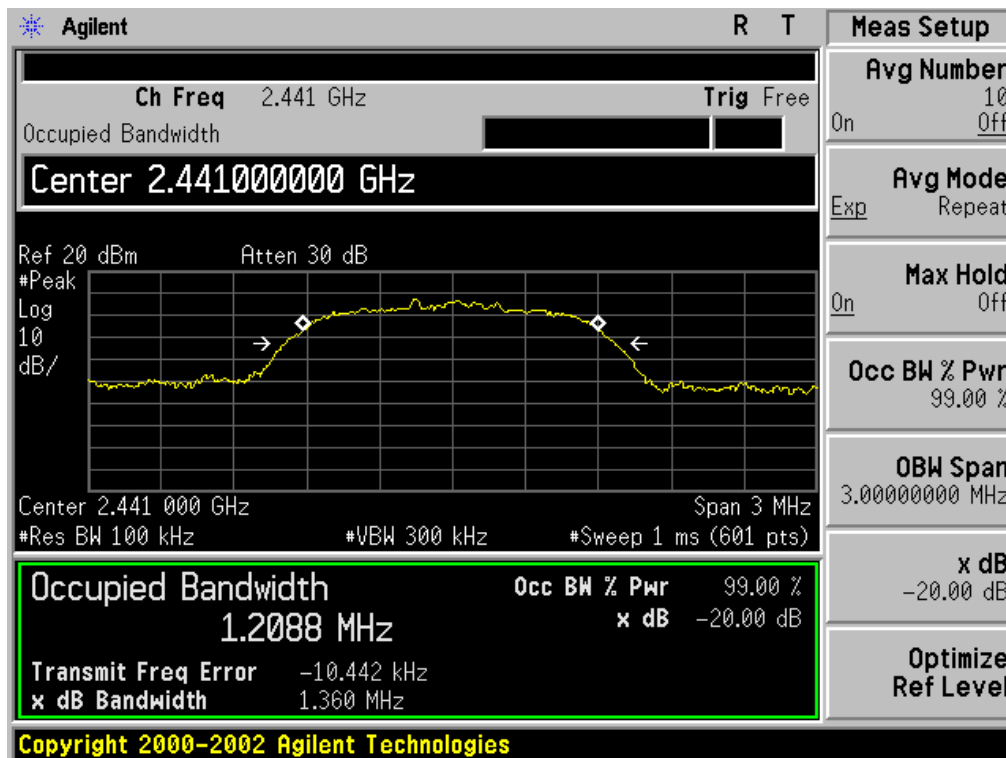 Agilent R T
Ch Freq 2.441 GHz Trig Free
Occupied Bandwidth
Center 2.441000000 GHz
Ref 20 dBm Atten 30 dB
#Peak
Log
10
dB/
Center 2.441 000 GHz Span 3 MHz
#Res BW 100 kHz #VBW 300 kHz #Sweep 1 ms (601 pts)
Occupied Bandwidth Occ BW % Pwr 99.00 %
1.2088 MHz x dB -20.00 dB
Transmit Freq Error -10.442 kHz
x dB Bandwidth 1.360 MHz
Copyright 2000-2002 Agilent Technologies
Meas Setup
Avg Number
10
On Off
Avg Mode
Exp Repeat
Max Hold
On Off
Occ BW % Pwr
99.00 %
OBW Span
3.00000000 MHz
x dB
-20.00 dB
Optimize
Ref Level